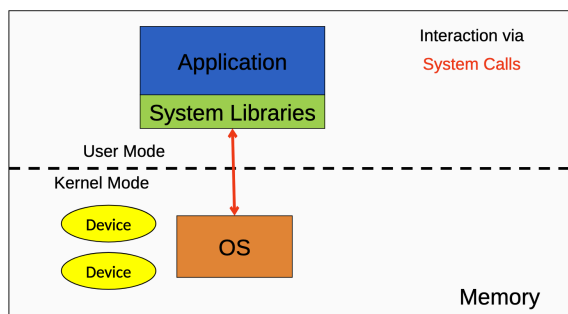 Application
System Libraries
Interaction via
System Calls
User Mode
Kernel Mode
Device
Device
OS
Memory